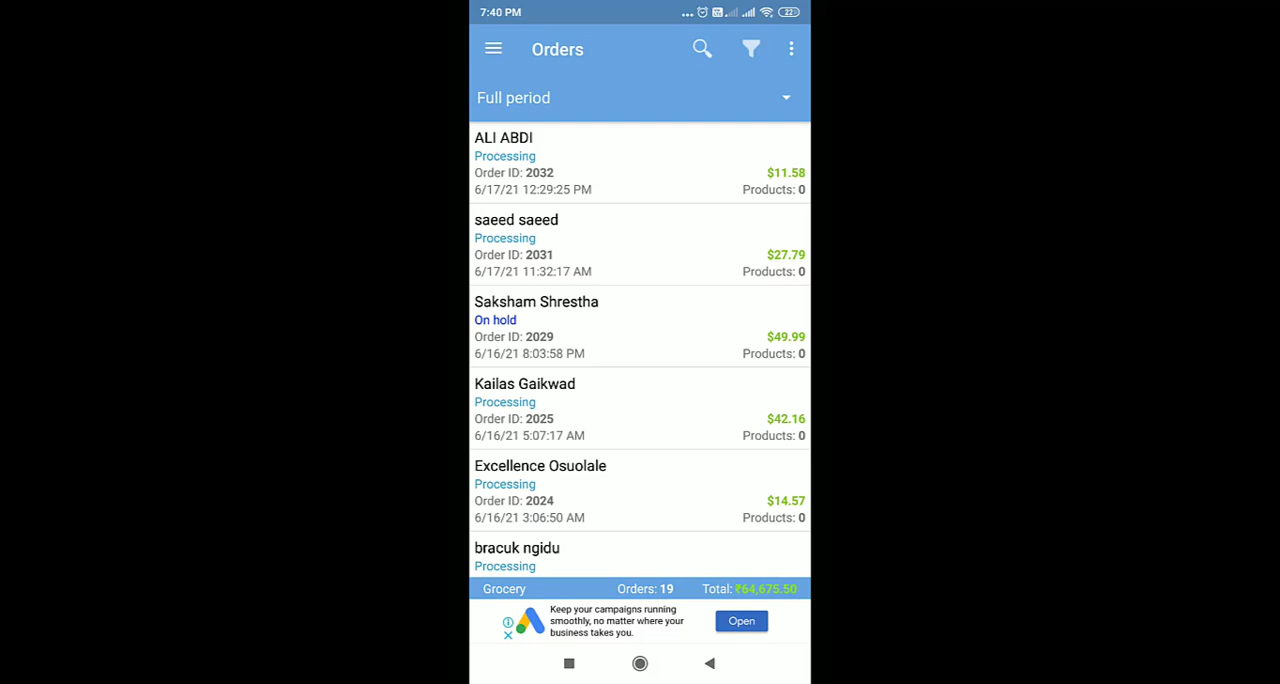 7:40 PM
22
Orders
Full period
ALI ABDI
Processing
Order ID: 2032
$11.58
6/17/21 12:29:25 PM
Products: 0
saeed saeed
Processing
Order ID: 2031
$27.79
6/17/21 11:32:17 AM
Products: 0
Saksham Shrestha
On hold
Order ID: 2029
$49.99
6/16/21 8:03:58 PM
Products: 0
Kailas Gaikwad
Processing
Order ID: 2025
$42.16
6/16/21 5:07:17 AM
Products: 0
Excellence Osuolale
Processing
Order ID: 2024
$14.57
6/16/21 3:06:50 AM
Products: 0
bracuk ngidu
Processing
Grocery Orders: 19 Total: ₹64,675.50
Keep your campaigns running
smoothly, no matter where your
business takes you.
Open